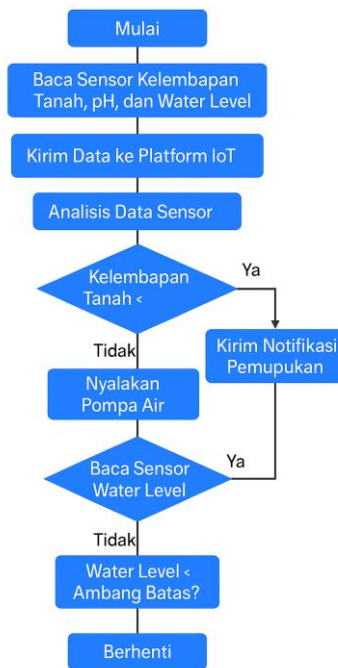 Mulai
Baca Sensor Kelembapan
Tanah, pH, dan Water Level
Kirim Data ke Platform IoT
Analisis Data Sensor
Kelembapan
Tanah <
Ya
Tidak
Kirim Notifikasi
Pemupukan
Nyalakan
Pompa Air
Baca Sensor
Water Level
Ya
Tidak
Water Level <
Ambang Batas?
Berhenti